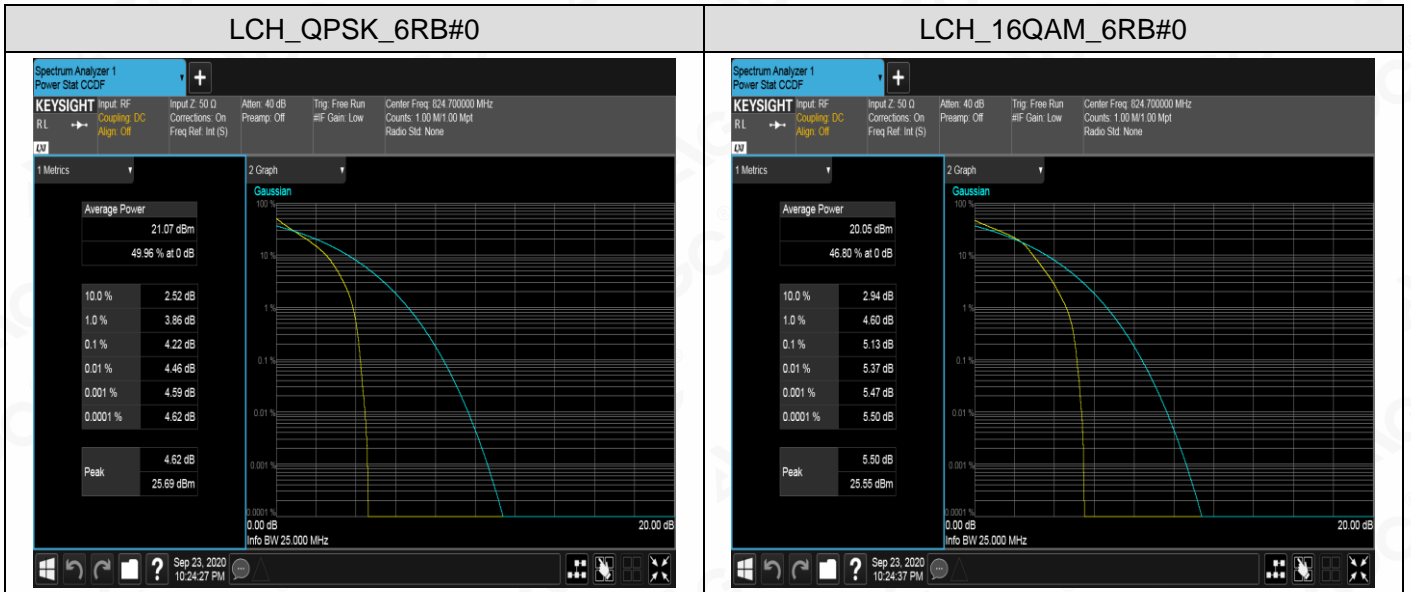 LCH_QPSK_6RB#0
Spectrum Analyzer 1
Power Stat CCDF
+
KEYSIGHT
RL
LXI
Input: RF
Coupling: DC
Align: Off
Input Z: 50 Ω
Corrections: On
Freq Ref: Int (S)
Atten: 40 dB
Preamp: Off
Trig: Free Run
#IF Gain: Low
Center Freq: 824.700000 MHz
Counts: 1.00 M/1.00 Mpt
Radio Std: None
1 Metrics
Average Power
21.07 dBm
49.96 % at 0 dB
10.0 % 2.52 dB
1.0 % 3.86 dB
0.1 % 4.22 dB
0.01 % 4.46 dB
0.001 % 4.59 dB
0.0001 % 4.62 dB
Peak 4.62 dB
25.69 dBm
2 Graph
Gaussian
100 %
10 %
1 %
0.1 %
0.01 %
0.001 %
0.0001 %
0.00 dB 20.00 dB
Info BW 25.000 MHz
?
Sep 23, 2020
10:24:27 PM
LCH_16QAM_6RB#0
Spectrum Analyzer 1
Power Stat CCDF
+
KEYSIGHT
RL
LXI
Input: RF
Coupling: DC
Align: Off
Input Z: 50 Ω
Corrections: On
Freq Ref: Int (S)
Atten: 40 dB
Preamp: Off
Trig: Free Run
#IF Gain: Low
Center Freq: 824.700000 MHz
Counts: 1.00 M/1.00 Mpt
Radio Std: None
1 Metrics
Average Power
20.05 dBm
46.80 % at 0 dB
10.0 % 2.94 dB
1.0 % 4.60 dB
0.1 % 5.13 dB
0.01 % 5.37 dB
0.001 % 5.47 dB
0.0001 % 5.50 dB
Peak 5.50 dB
25.55 dBm
2 Graph
Gaussian
100 %
10 %
1 %
0.1 %
0.01 %
0.001 %
0.0001 %
0.00 dB 20.00 dB
Info BW 25.000 MHz
?
Sep 23, 2020
10:24:37 PM